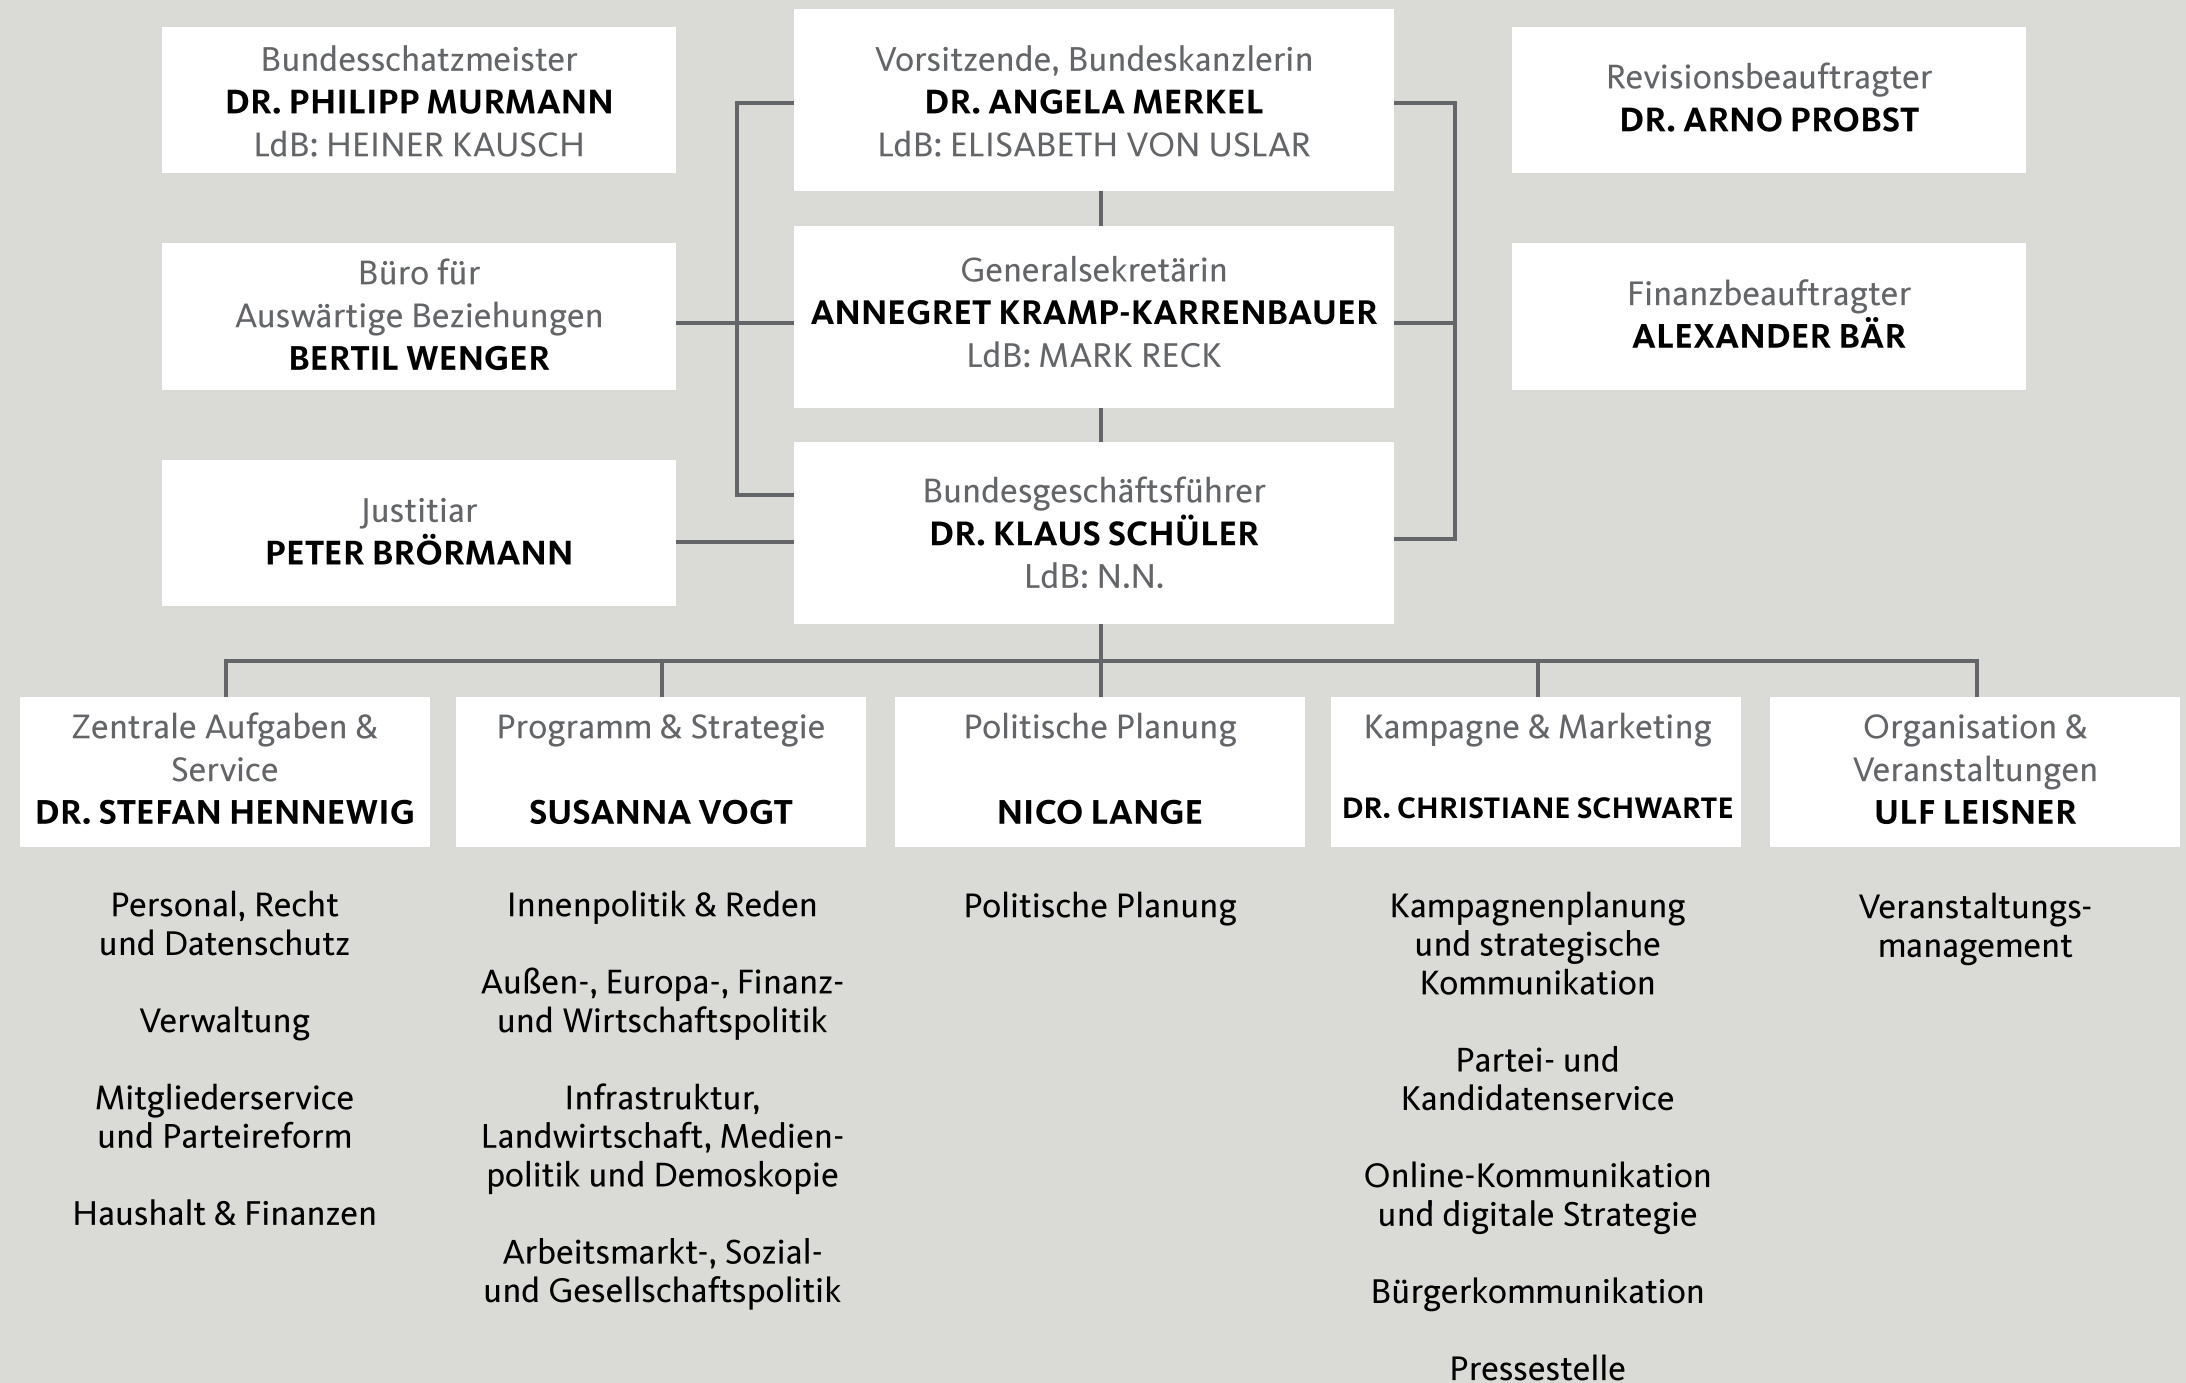 Bundesschatzmeister
DR. PHILIPP MURMANN
LdB: HEINER KAUSCH
Vorsitzende, Bundeskanzlerin
DR. ANGELA MERKEL
LdB: ELISABETH VON USLAR
Revisionsbeauftragter
DR. ARNO PROBST
Büro für
Auswärtige Beziehungen
BERTIL WENGER
Generalsekretärin
ANNEGRET KRAMP-KARRENBAUER
LdB: MARK RECK
Finanzbeauftragter
ALEXANDER BÄR
Justitiar
PETER BRÖRMANN
Bundesgeschäftsführer
DR. KLAUS SCHÜLER
LdB: N.N.
Zentrale Aufgaben &
Service
DR. STEFAN HENNEWIG
Personal, Recht
und Datenschutz
Verwaltung
Mitgliederservice
und Parteireform
Haushalt & Finanzen
Programm & Strategie
SUSANNA VOGT
Innenpolitik & Reden
Außen-, Europa-, Finanz-
und Wirtschaftspolitik
Infrastruktur,
Landwirtschaft, Medien-
politik und Demoskopie
Arbeitsmarkt-, Sozial-
und Gesellschaftspolitik
Politische Planung
NICO LANGE
Politische Planung
Kampagne & Marketing
DR. CHRISTIANE SCHWARTE
Kampagnenplanung
und strategische
Kommunikation
Partei- und
Kandidatenservice
Online-Kommunikation
und digitale Strategie
Bürgerkommunikation
Pressestelle
Organisation &
Veranstaltungen
ULF LEISNER
Veranstaltungs-
management